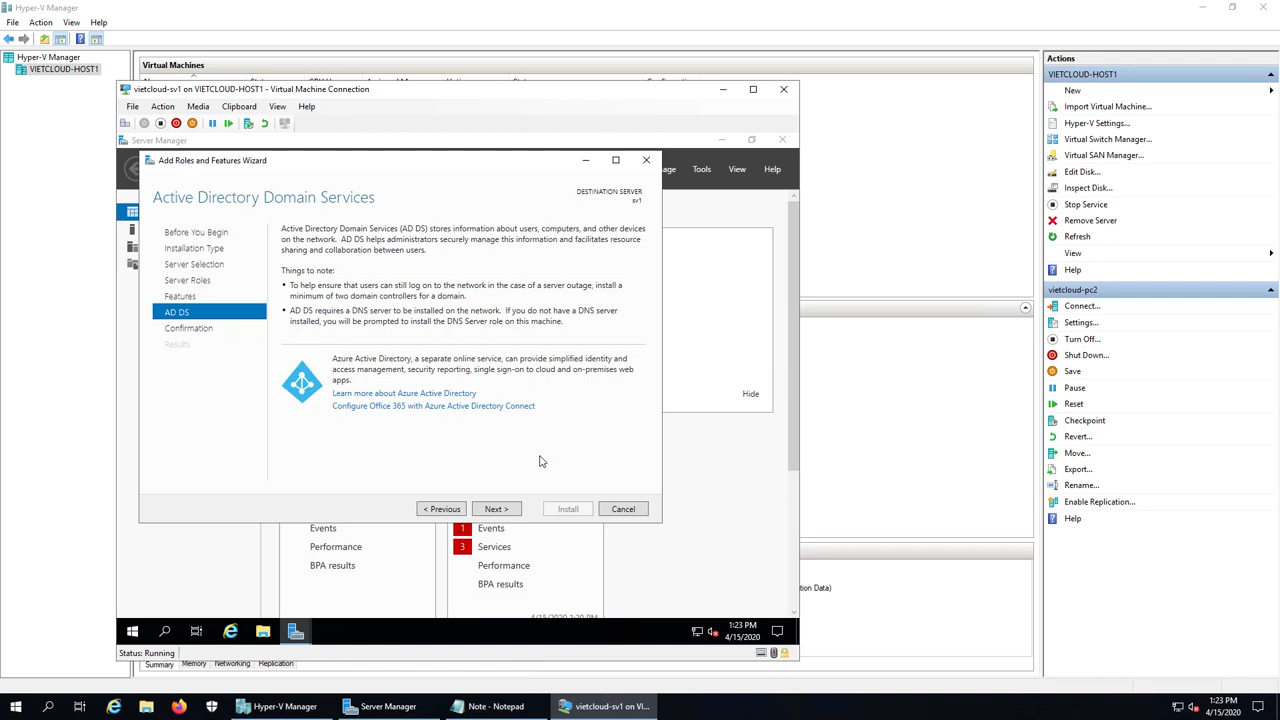 Hyper-V Manager
File Action View Help
Hyper-V Manager
VIETCLOUD-HOST1
Virtual Machines
vietcloud-sv1 on VIETCLOUD-HOST1 - Virtual Machine Connection
File Action Media Clipboard View Help
Server Manager
Tools View Help
Add Roles and Features Wizard
Active Directory Domain Services
DESTINATION SERVER
sv1
Before You Begin
Installation Type
Server Selection
Server Roles
Features
AD DS
Confirmation
Results
Active Directory Domain Services (AD DS) stores information about users, computers, and other devices
on the network. AD DS helps administrators securely manage this information and facilitates resource
sharing and collaboration between users.
Things to note:
• To help ensure that users can still log on to the network in the case of a server outage, install a
minimum of two domain controllers for a domain.
• AD DS requires a DNS server to be installed on the network. If you do not have a DNS server
installed, you will be prompted to install the DNS Server role on this machine.
Azure Active Directory, a separate online service, can provide simplified identity and
access management, security reporting, single sign-on to cloud and on-premises web
apps.
Learn more about Azure Active Directory
Configure Office 365 with Azure Active Directory Connect
< Previous Next > Install Cancel
Hide
Events
Performance
BPA results
1 Events
3 Services
Performance
BPA results
4/15/2020 1:20 PM
1:23 PM
4/15/2020
Status: Running
Summary Memory Networking Replication
tion Data)
Actions
VIETCLOUD-HOST1
New
Import Virtual Machine...
Hyper-V Settings...
Virtual Switch Manager...
Virtual SAN Manager...
Edit Disk...
Inspect Disk...
Stop Service
Remove Server
Refresh
View
Help
vietcloud-pc2
Connect...
Settings...
Turn Off...
Shut Down...
Save
Pause
Reset
Checkpoint
Revert...
Move...
Export...
Rename...
Enable Replication...
Help
Hyper-V Manager
Server Manager
Note - Notepad
vietcloud-sv1 on VI...
1:23 PM
4/15/2020